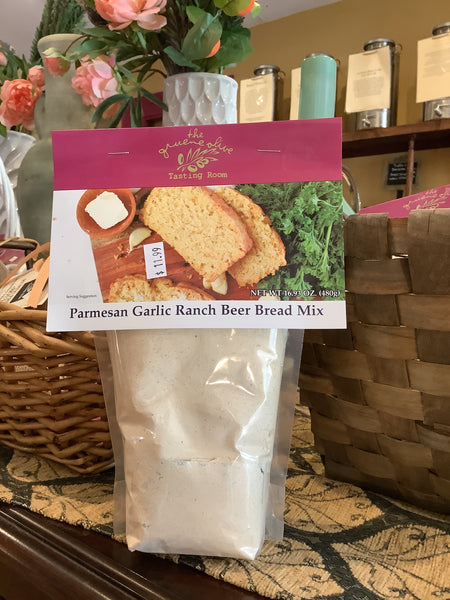 the
gruene olive
Tasting Room
$ 11.99
Serving Suggestion
NET WT 16.93 OZ. (480g)
Parmesan Garlic Ranch Beer Bread Mix